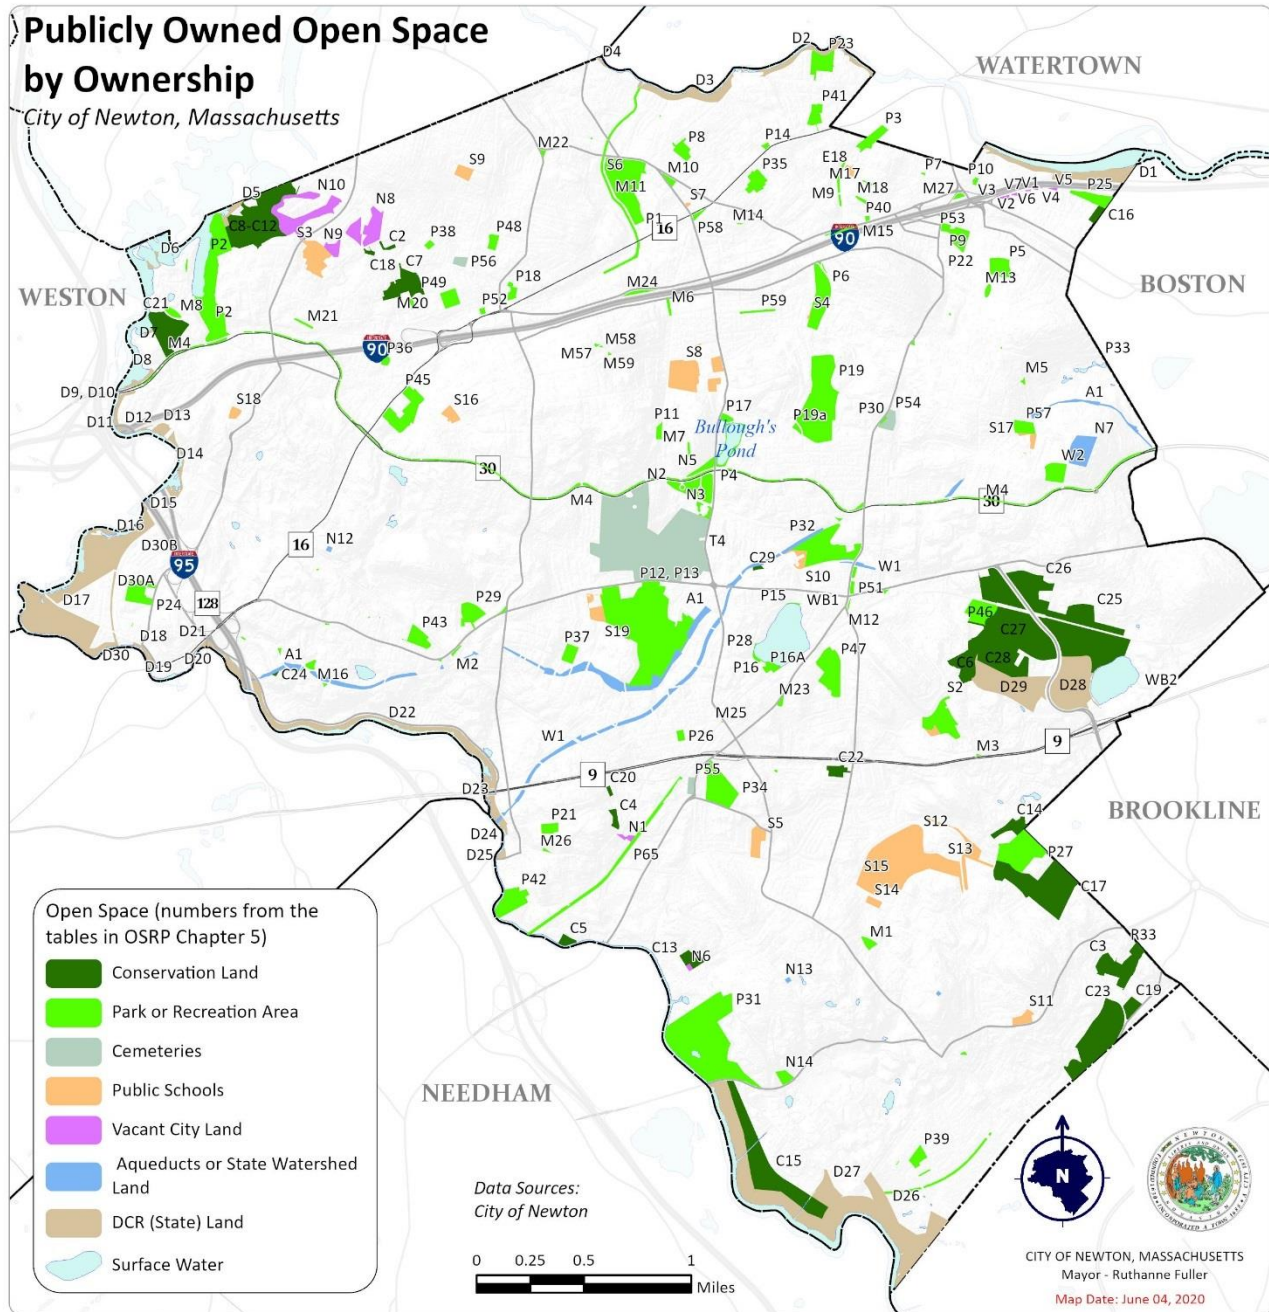 Publicly Owned Open Space
by Ownership
City of Newton, Massachusetts
D4
D2
P23
D3
WATERTOWN
P41
P3
P14
P8
M22
S9
S6
M10
P35
E18
M17
P7
P10
D1
M11
S7
M9
M18
M27
V3
V7
V1
V5
P25
V2
V6
V4
D5
N10
N8
P1
16
P58
M14
P40
M15
C16
C8-C12
S3
N9
C2
P38
P48
90
P53
P9
P22
P5
D6
P2
C18
C7
P56
P18
P49
M20
P52
M24
M6
P59
P6
S4
M13
BOSTON
WESTON
C21
M8
P2
D7
M4
M21
90
P36
M58
M57
M59
S8
D8
P33
D9, D10
P45
P19
M5
A1
D11
D12
D13
S18
S16
P11
P17
P19a
P30
P54
P57
S17
N7
M7
Bullough's
Pond
D14
N5
W2
30
N2
P4
M4
N3
M4
30
D15
D16
D30B
95
16
N12
T4
P32
C29
S10
W1
C26
D30A
P12, P13
D17
128
P24
P29
A1
P15
WB1
P51
C25
P46
C27
D18
D21
P43
S19
M12
D30
D19
D20
A1
M2
P37
P28
P16
P16A
P47
C6
C28
C24
M16
D29
D28
WB2
M23
S2
D22
M25
W1
P26
M3
9
9
C20
P55
C22
D23
P34
BROOKLINE
C4
P21
N1
M26
P65
S5
C14
S12
S13
P27
D24
D25
S15
S14
C17
P42
M1
C5
C13
N6
C3
R33
N13
C23
C19
P31
S11
N14
NEEDHAM
P39
C15
D27
D26
Open Space (numbers from the
tables in OSRP Chapter 5)
Conservation Land
Park or Recreation Area
Cemeteries
Public Schools
Vacant City Land
Aqueducts or State Watershed
Land
DCR (State) Land
Surface Water
Data Sources:
City of Newton
0 0.25 0.5 1
Miles
N
CITY OF NEWTON, MASSACHUSETTS
Mayor - Ruthanne Fuller
Map Date: June 04, 2020